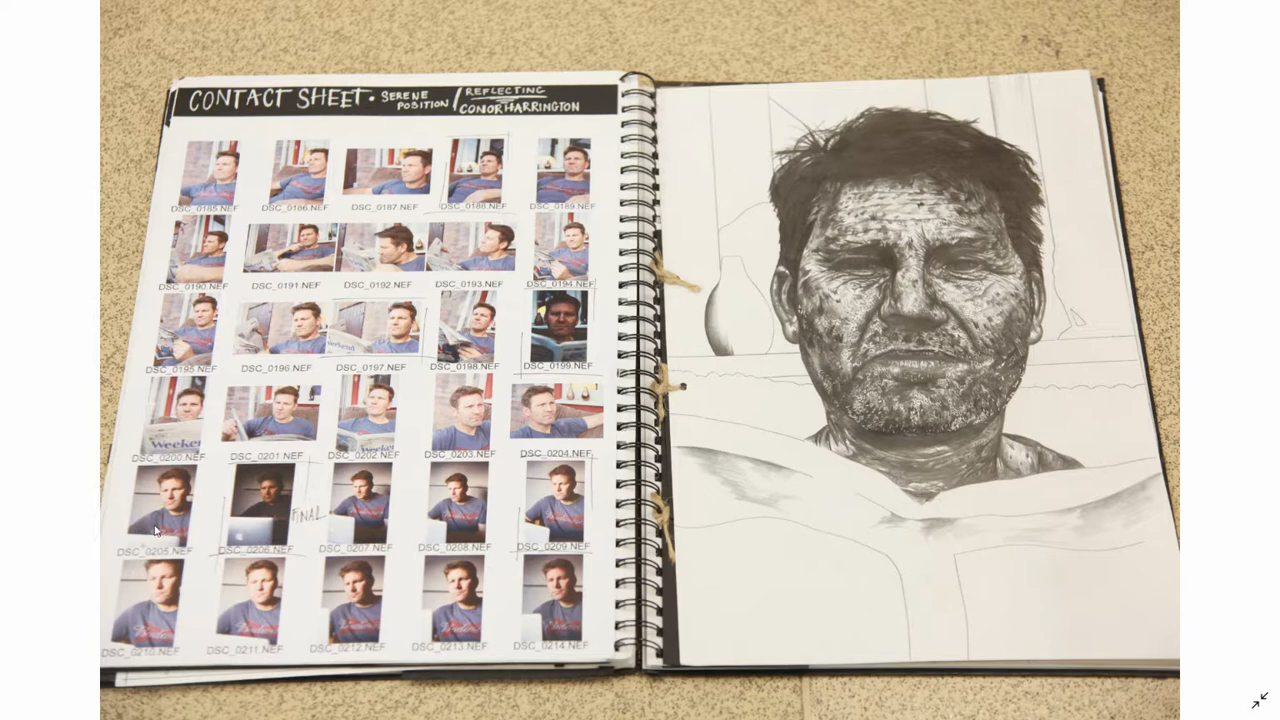 CONTACT SHEET • SERENE POSITION / REFLECTING CONOR HARRINGTON
DSC_0185.NEF DSC_0186.NEF DSC_0187.NEF DSC_0188.NEF DSC_0189.NEF
DSC_0190.NEF DSC_0191.NEF DSC_0192.NEF DSC_0193.NEF DSC_0194.NEF
weekend
DSC_0195.NEF DSC_0196.NEF DSC_0197.NEF DSC_0198.NEF DSC_0199.NEF
Weeken Weeken
DSC_0200.NEF DSC_0201.NEF DSC_0202.NEF DSC_0203.NEF DSC_0204.NEF
FINAL
DSC_0205.NEF DSC_0206.NEF DSC_0207.NEF DSC_0208.NEF DSC_0209.NEF
DSC_0210.NEF DSC_0211.NEF DSC_0212.NEF DSC_0213.NEF DSC_0214.NEF